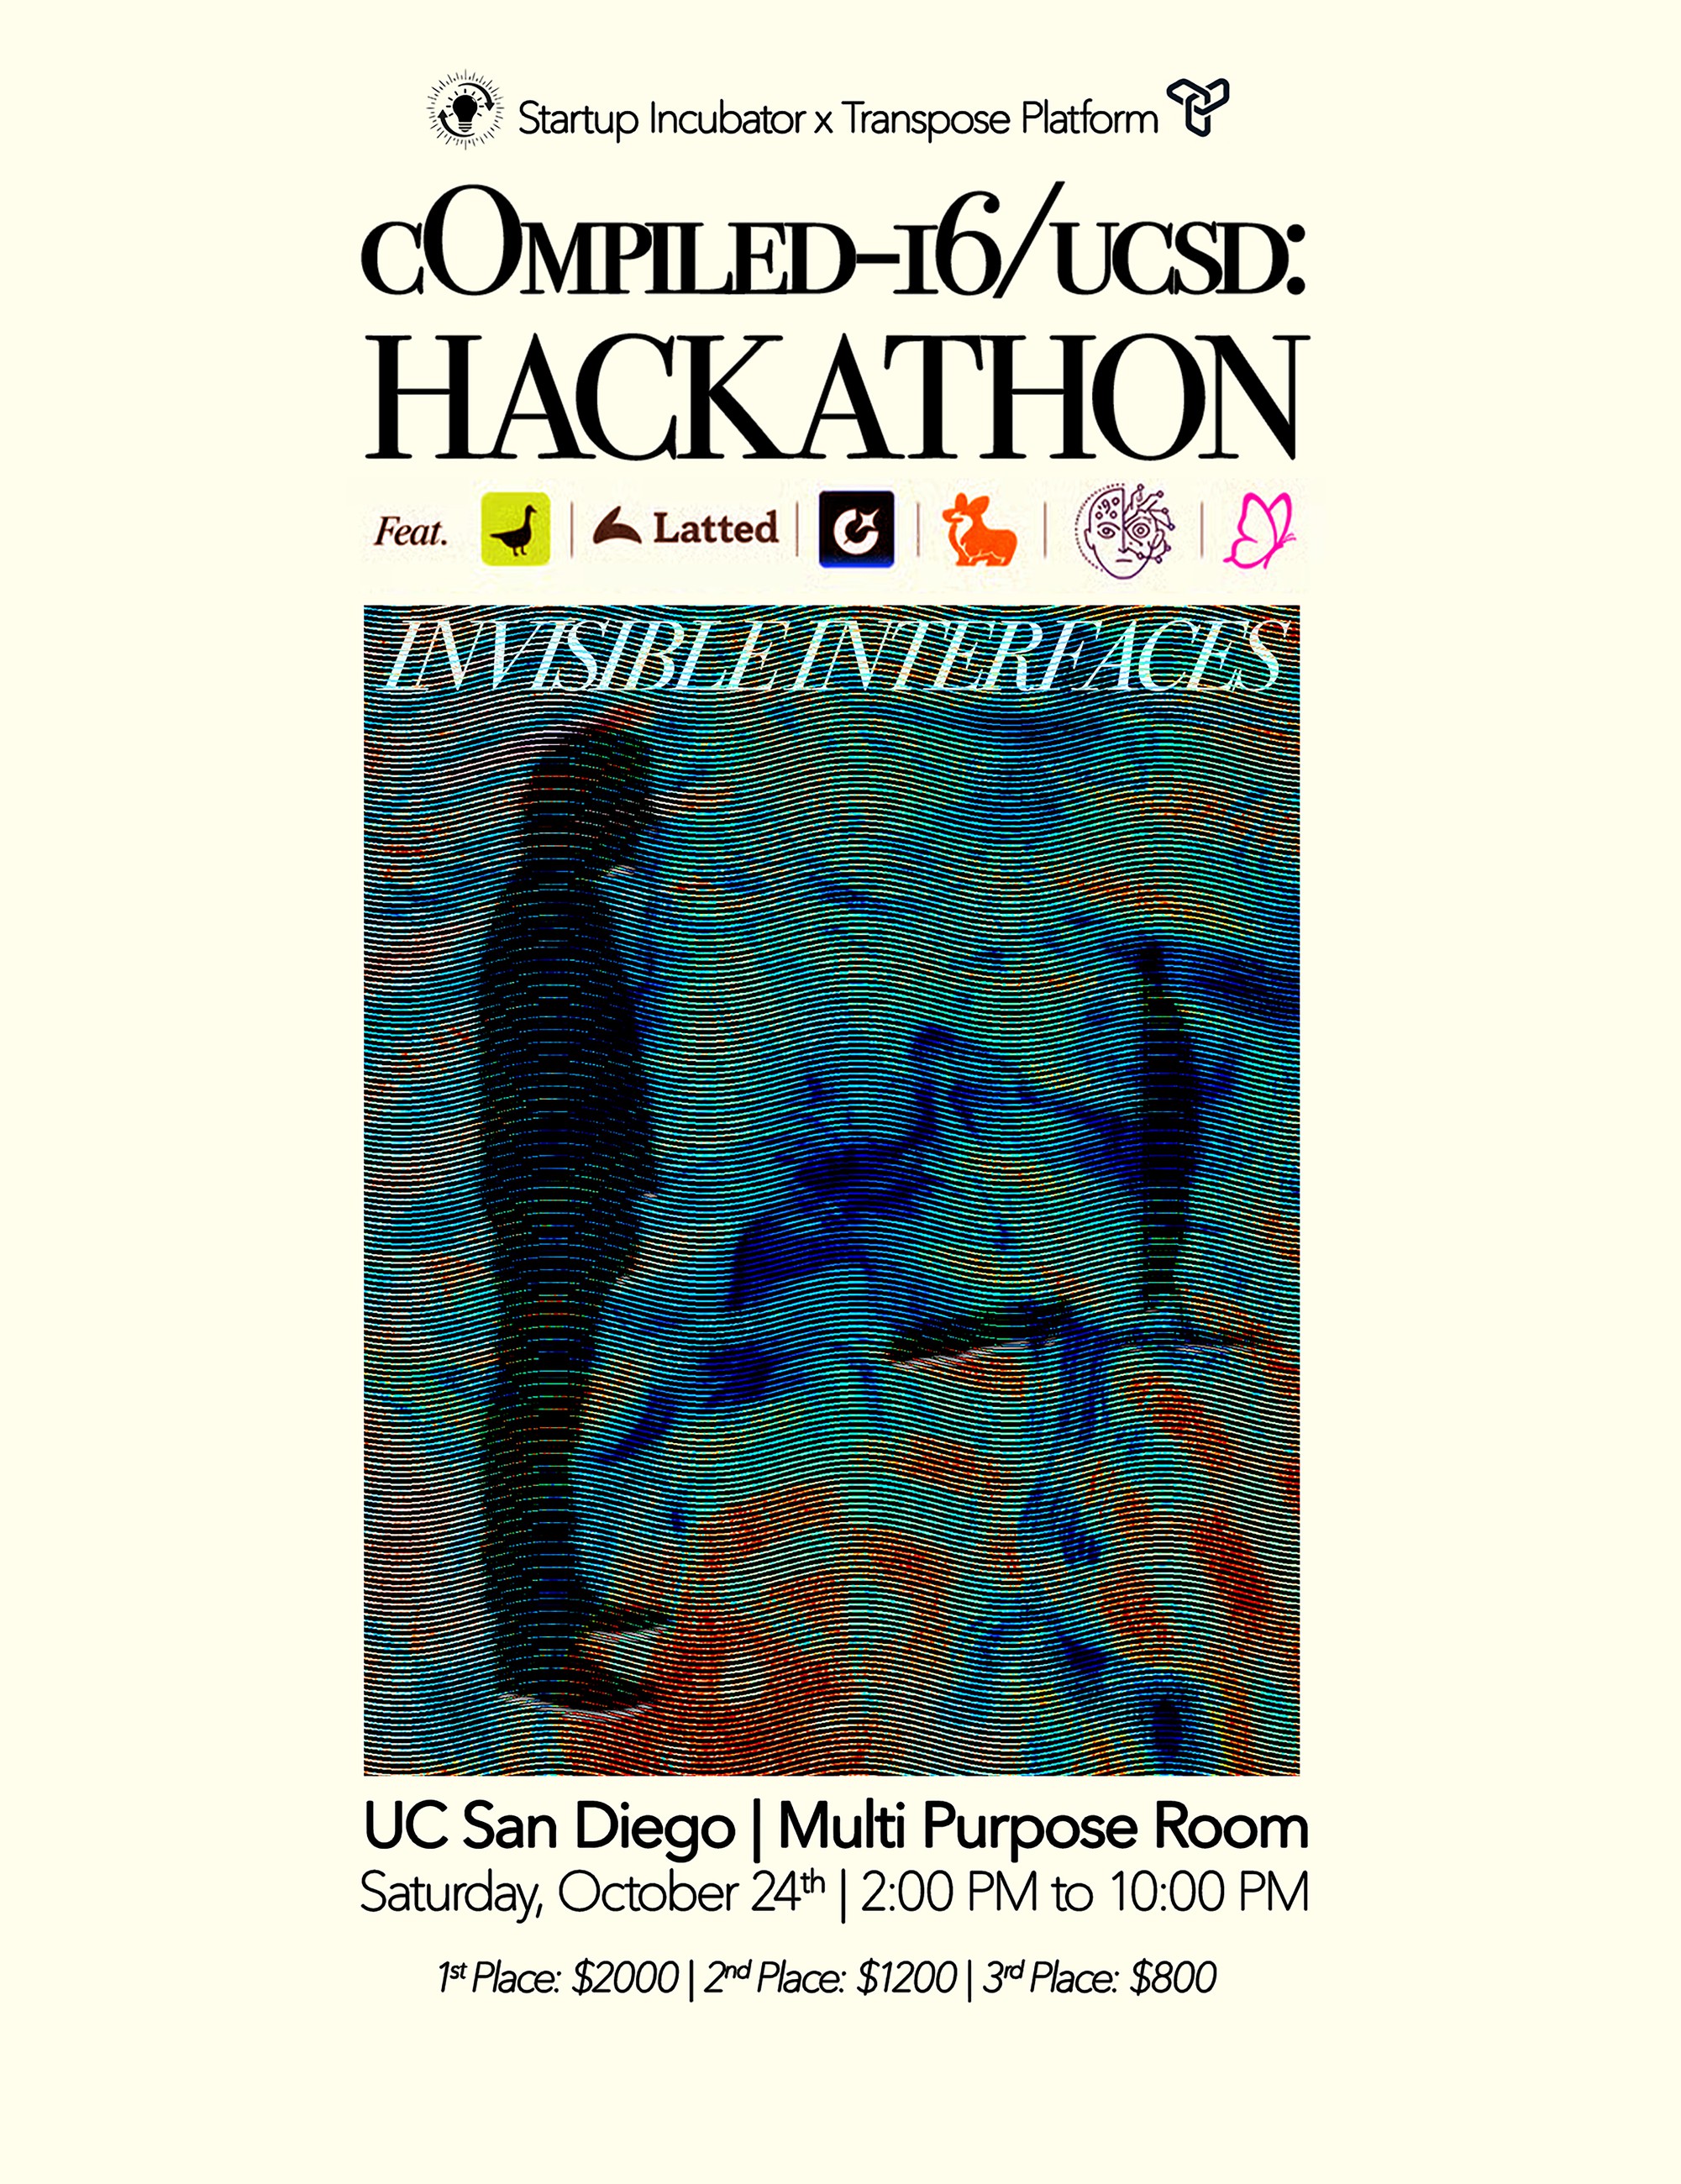 Startup Incubator x Transpose Platform
cOMPILED-16/UCSD:
HACKATHON
Feat. Latted
INVISIBLE INTERFACES
UC San Diego | Multi Purpose Room
Saturday, October 24th | 2:00 PM to 10:00 PM
1st Place: $2000 | 2nd Place: $1200 | 3rd Place: $800